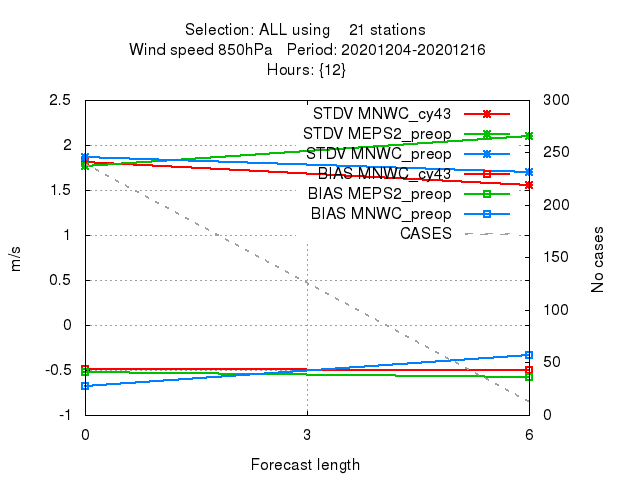 Selection: ALL using 21 stations
Wind speed 850hPa Period: 20201204-20201216
Hours: {12}
STDV MNWC_cy43
STDV MEPS2_preop
STDV MNWC_preop
BIAS MNWC_cy43
BIAS MEPS2_preop
BIAS MNWC_preop
CASES
2.5
2
1.5
1
0.5
0
-0.5
-1
m/s
300
250
200
150
100
50
0
No cases
0 3 6
Forecast length